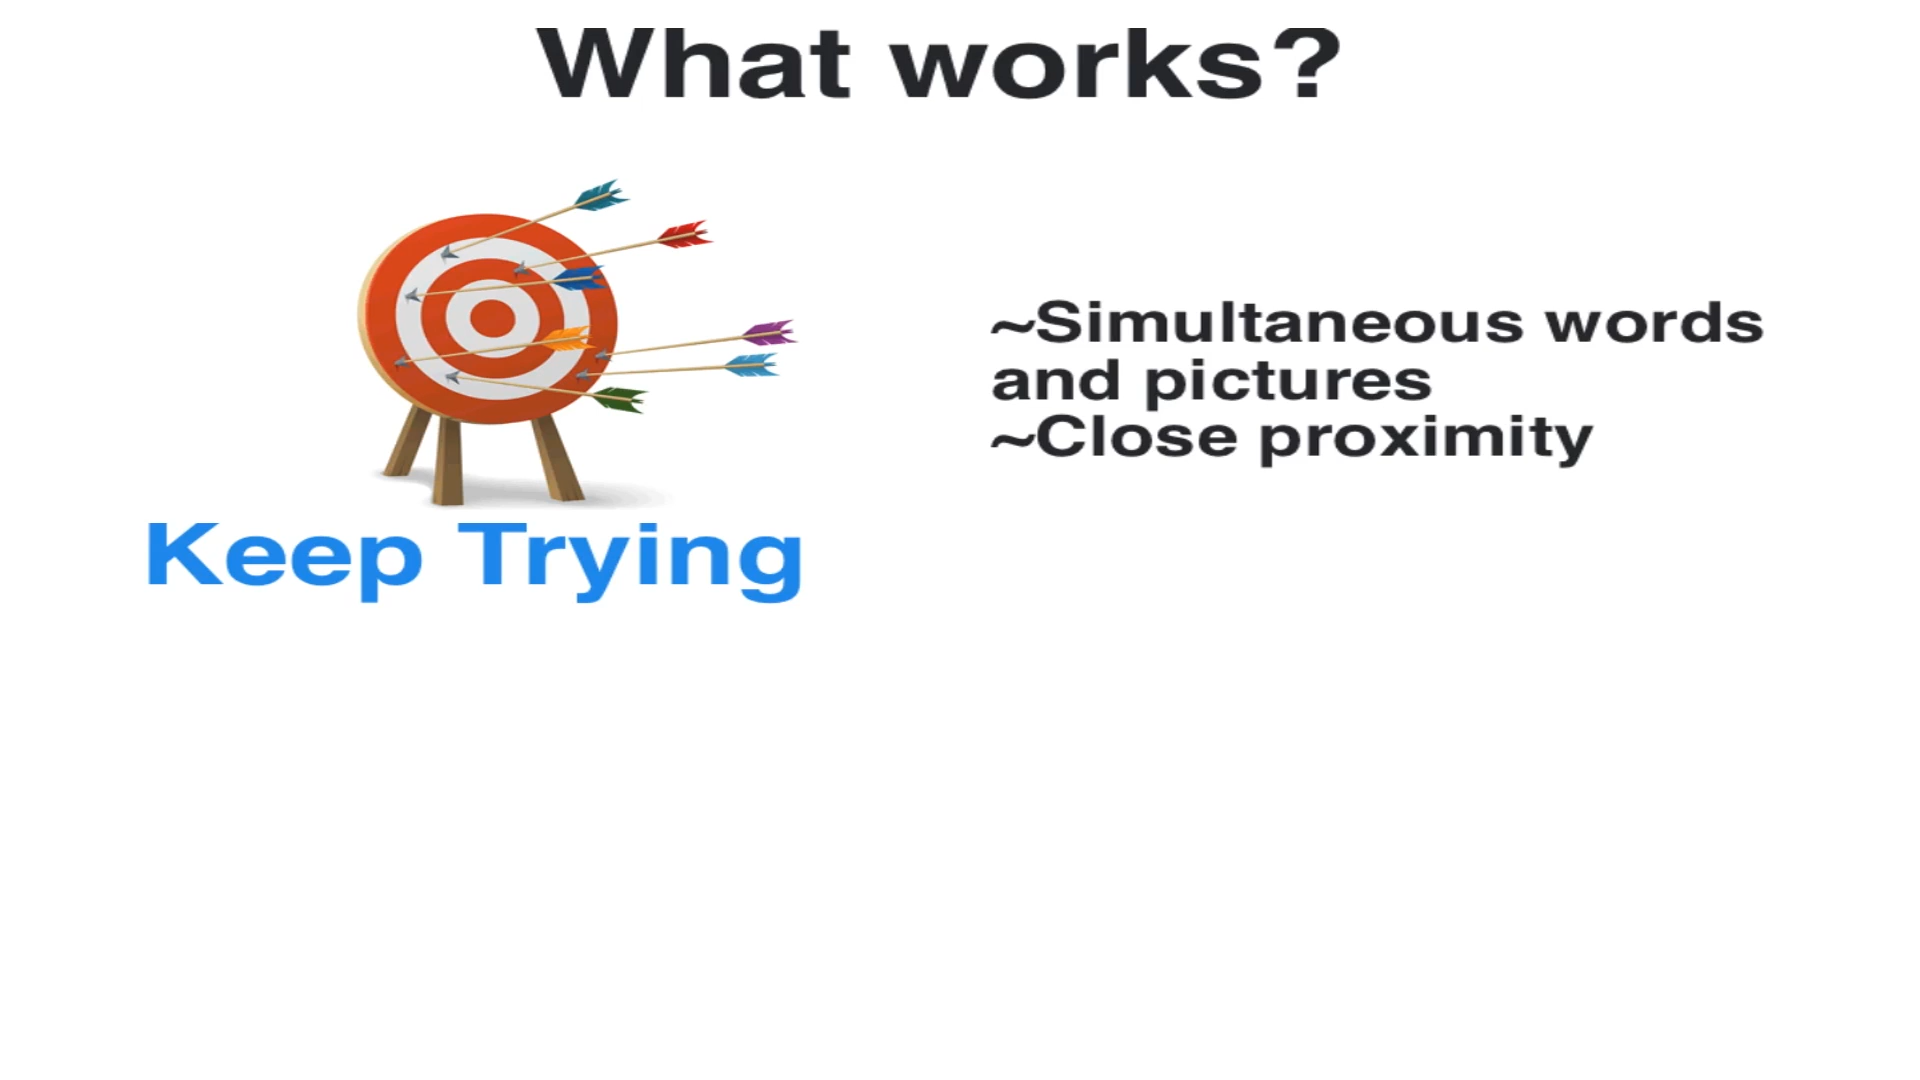 What works?
~Simultaneous words
and pictures
~Close proximity
Keep Trying